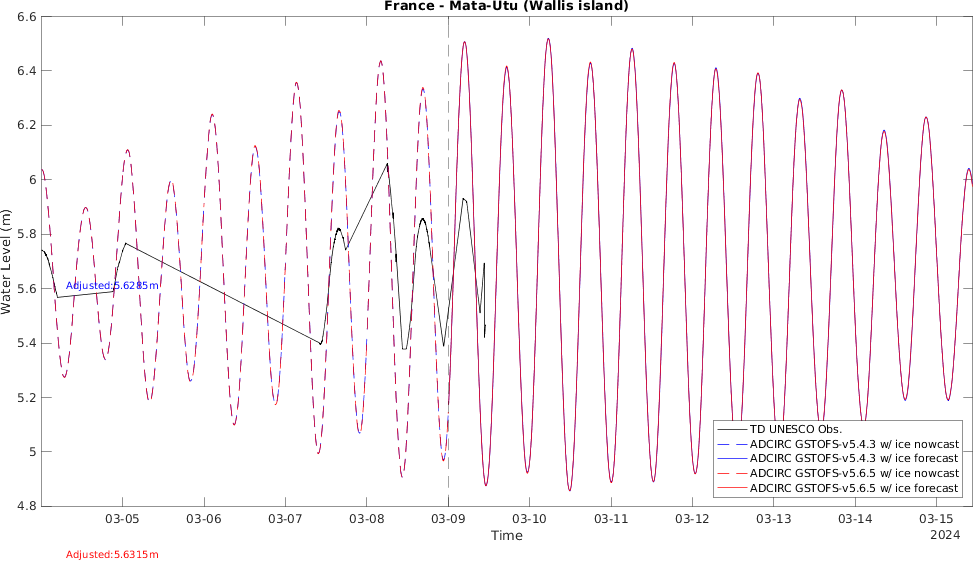 France - Mata-Utu (Wallis island)
6.6
6.4
6.2
6
5.8
5.6
5.4
5.2
5
4.8
Water Level (m)
Adjusted:5.6285m
TD UNESCO Obs.
ADCIRC GSTOFS-v5.4.3 w/ ice nowcast
ADCIRC GSTOFS-v5.4.3 w/ ice forecast
ADCIRC GSTOFS-v5.6.5 w/ ice nowcast
ADCIRC GSTOFS-v5.6.5 w/ ice forecast
03-05 03-06 03-07 03-08 03-09 03-10 03-11 03-12 03-13 03-14 03-15
Time
2024
Adjusted:5.6315m